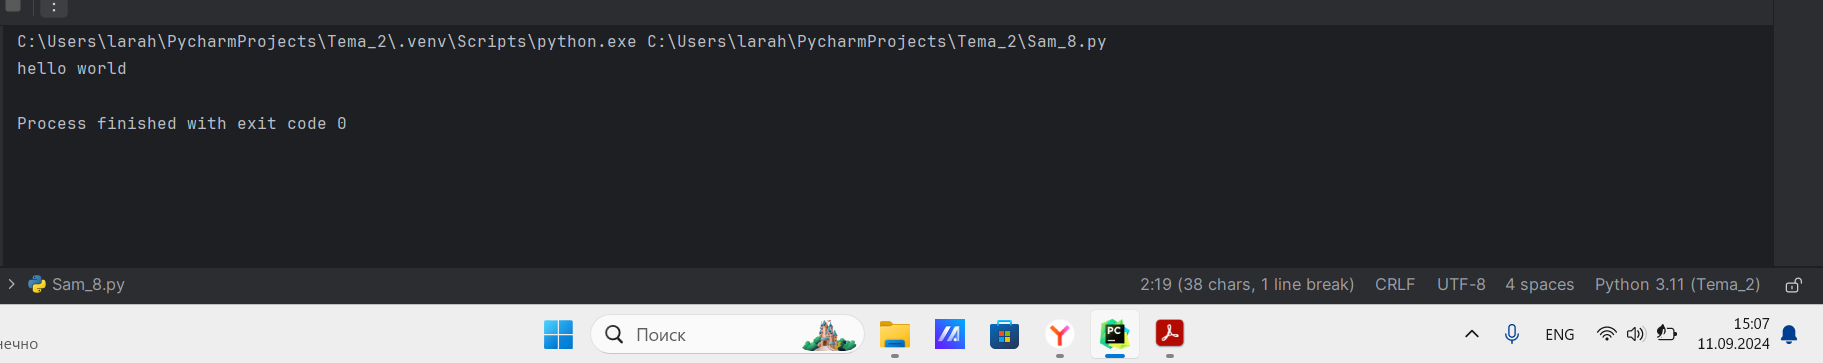 C:\Users\larah\PycharmProjects\Tema_2\.venv\Scripts\python.exe C:\Users\larah\PycharmProjects\Tema_2\Sam_8.py
hello world
Process finished with exit code 0
Sam_8.py 2:19 (38 chars, 1 line break) CRLF UTF-8 4 spaces Python 3.11 (Tema_2)
Поиск PC ENG 15:07
11.09.2024